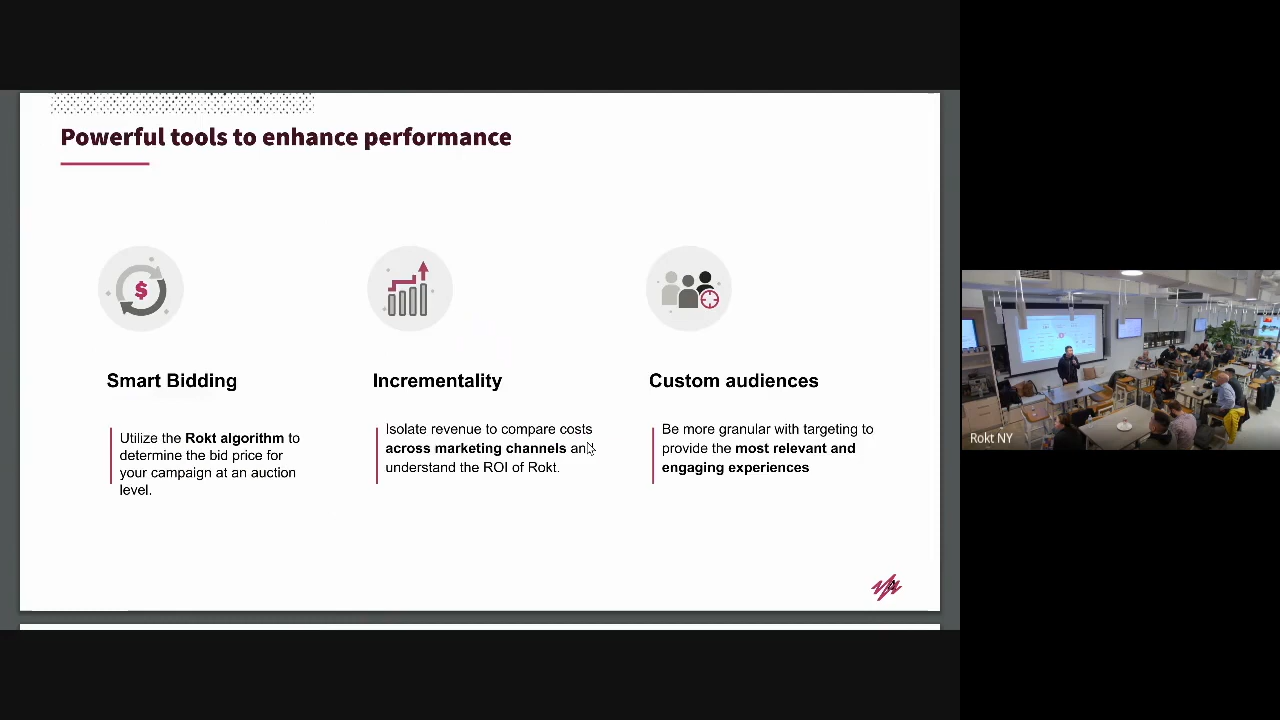 Powerful tools to enhance performance
$
Smart Bidding
Utilize the Rokt algorithm to
determine the bid price for
your campaign at an auction
level.
Incrementality
Isolate revenue to compare costs
across marketing channels and
understand the ROI of Rokt.
Custom audiences
Be more granular with targeting to
provide the most relevant and
engaging experiences
Rokt NY